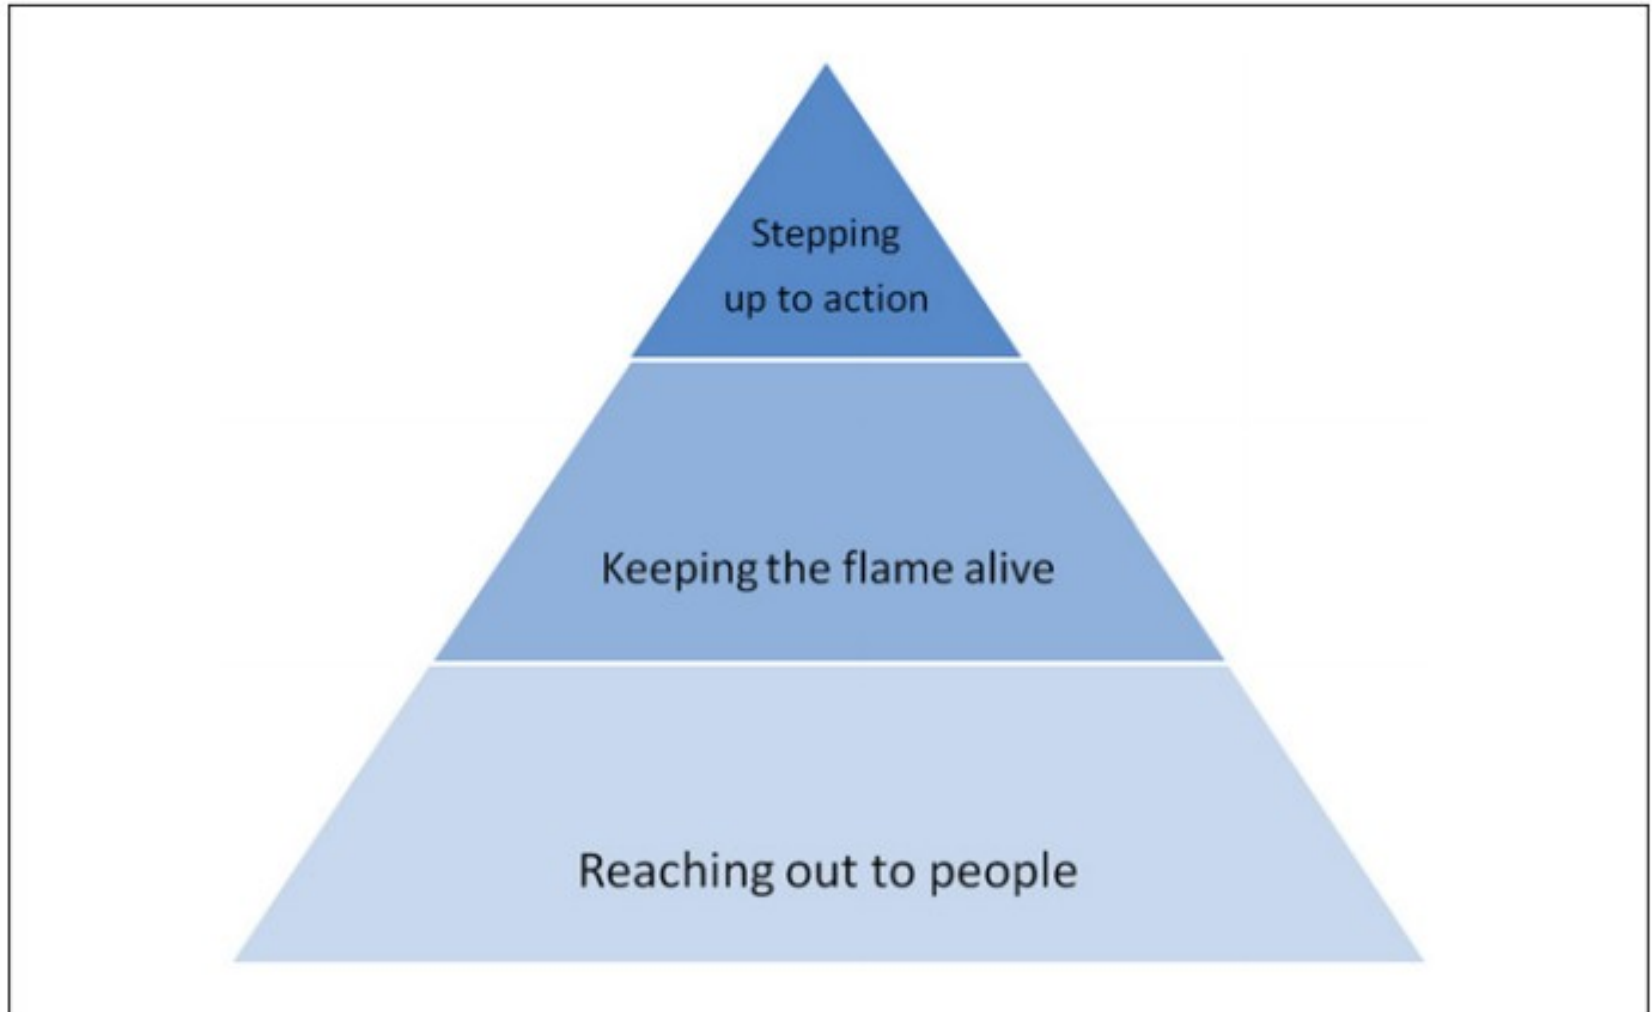 Stepping
up to action
Keeping the flame alive
Reaching out to people